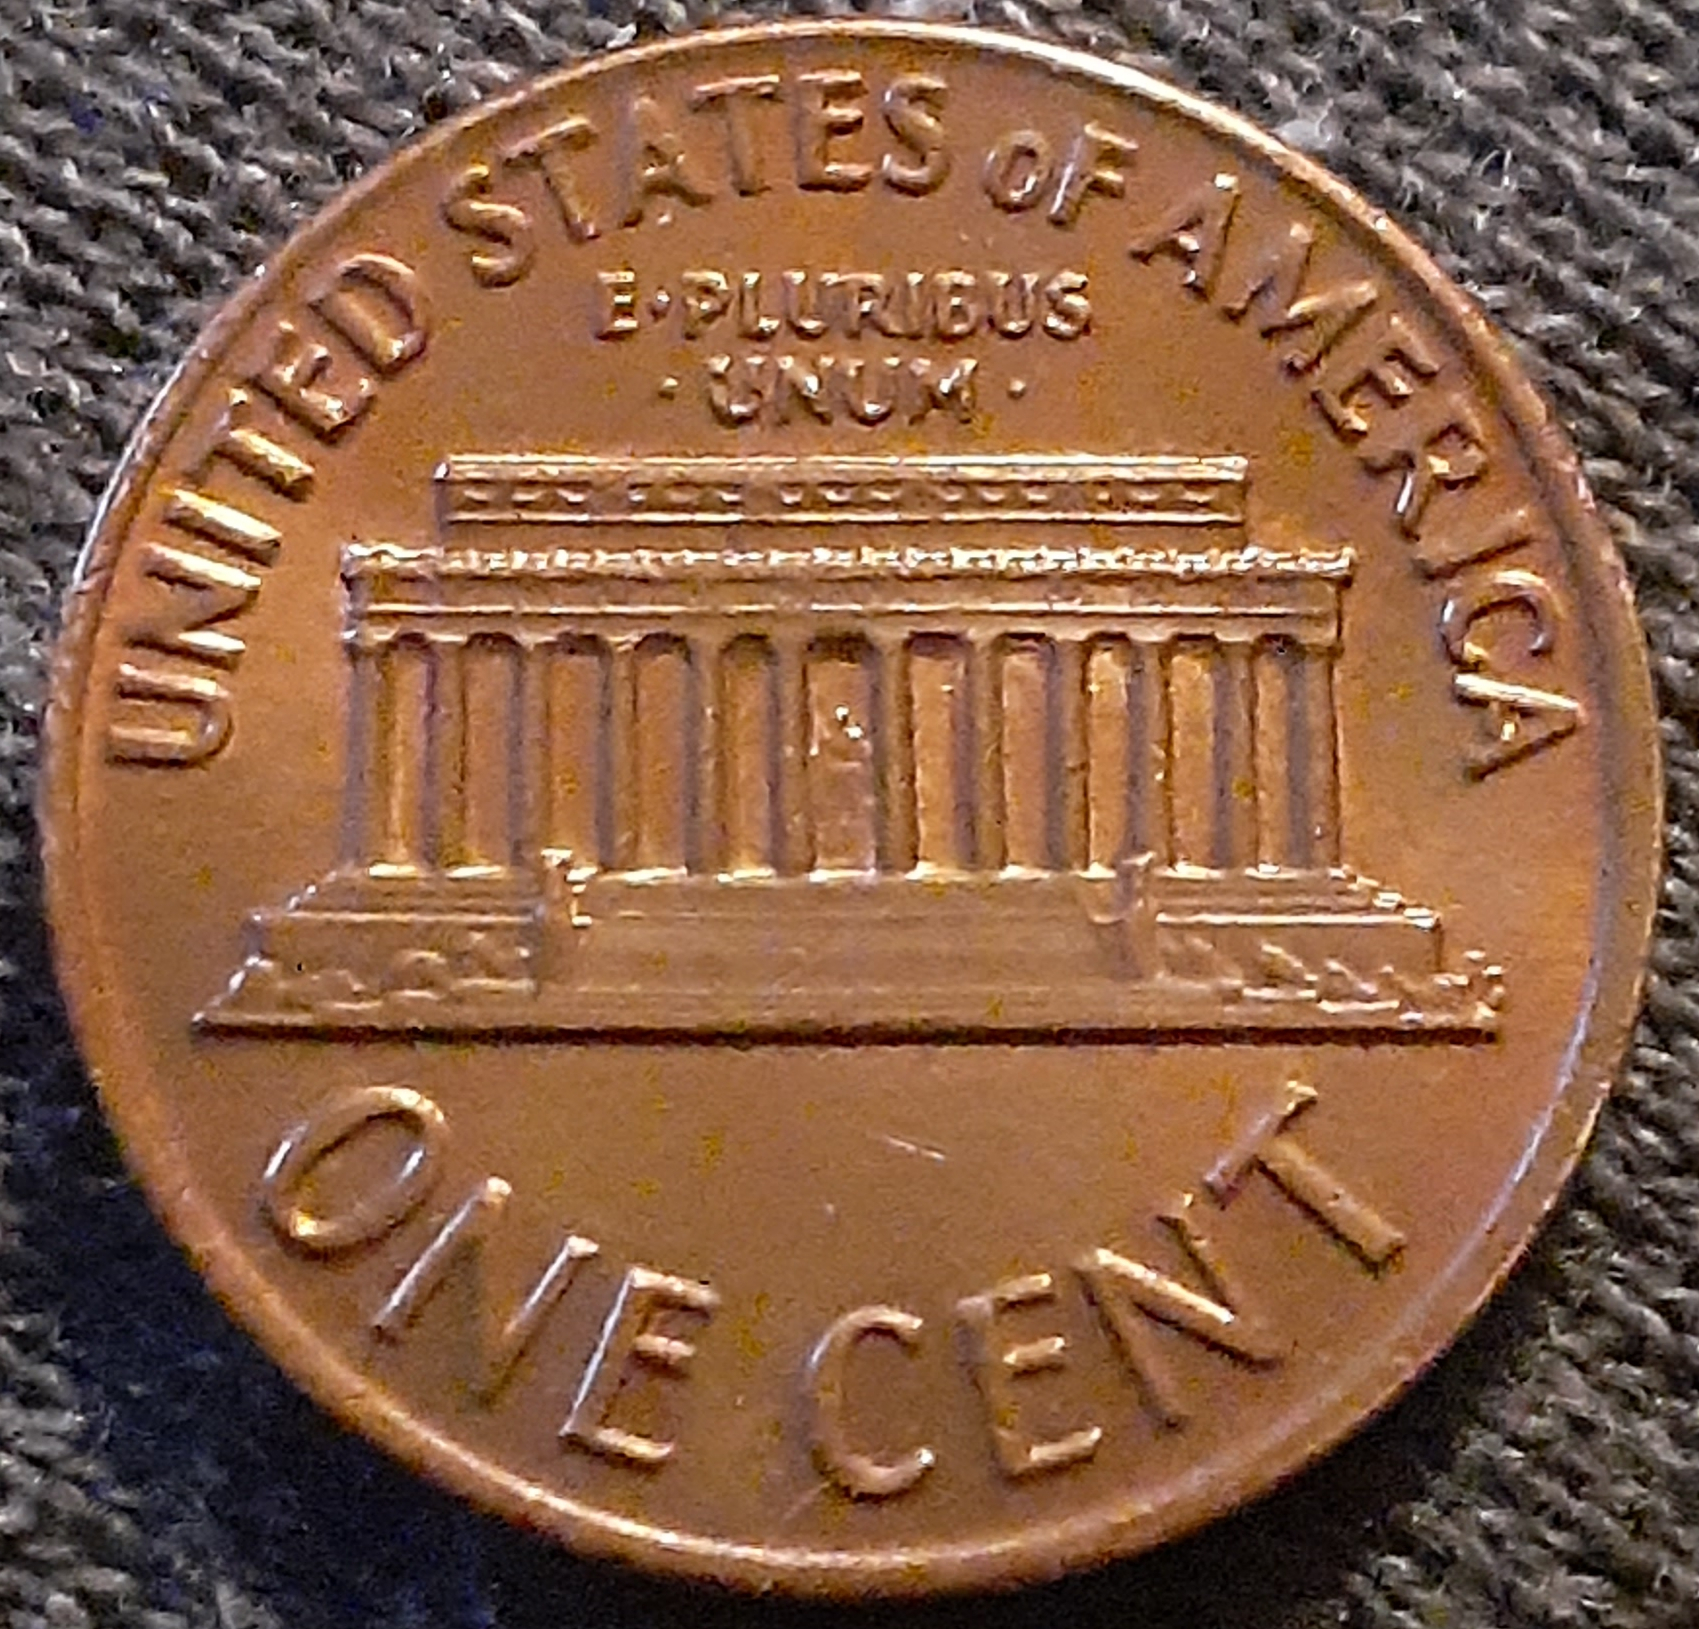 UNITED STATES OF AMERICA
E·PLURIBUS
·UNUM·
ONE CENT